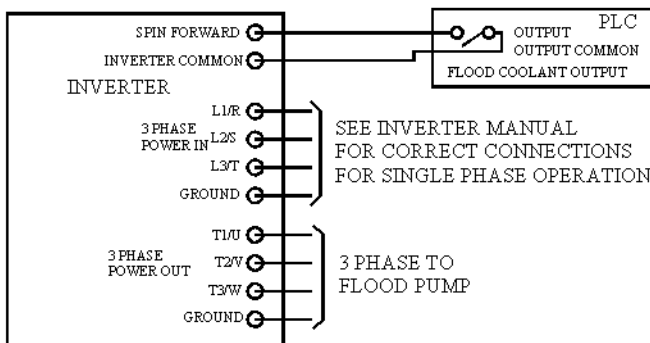 SPIN FORWARD
INVERTER COMMON
INVERTER
PLC
OUTPUT
OUTPUT COMMON
FLOOD COOLANT OUTPUT
3 PHASE
POWER IN
L1/R
L2/S
L3/T
GROUND
SEE INVERTER MANUAL
FOR CORRECT CONNECTIONS
FOR SINGLE PHASE OPERATION
3 PHASE
POWER OUT
T1/U
T2/V
T3/W
GROUND
3 PHASE TO
FLOOD PUMP